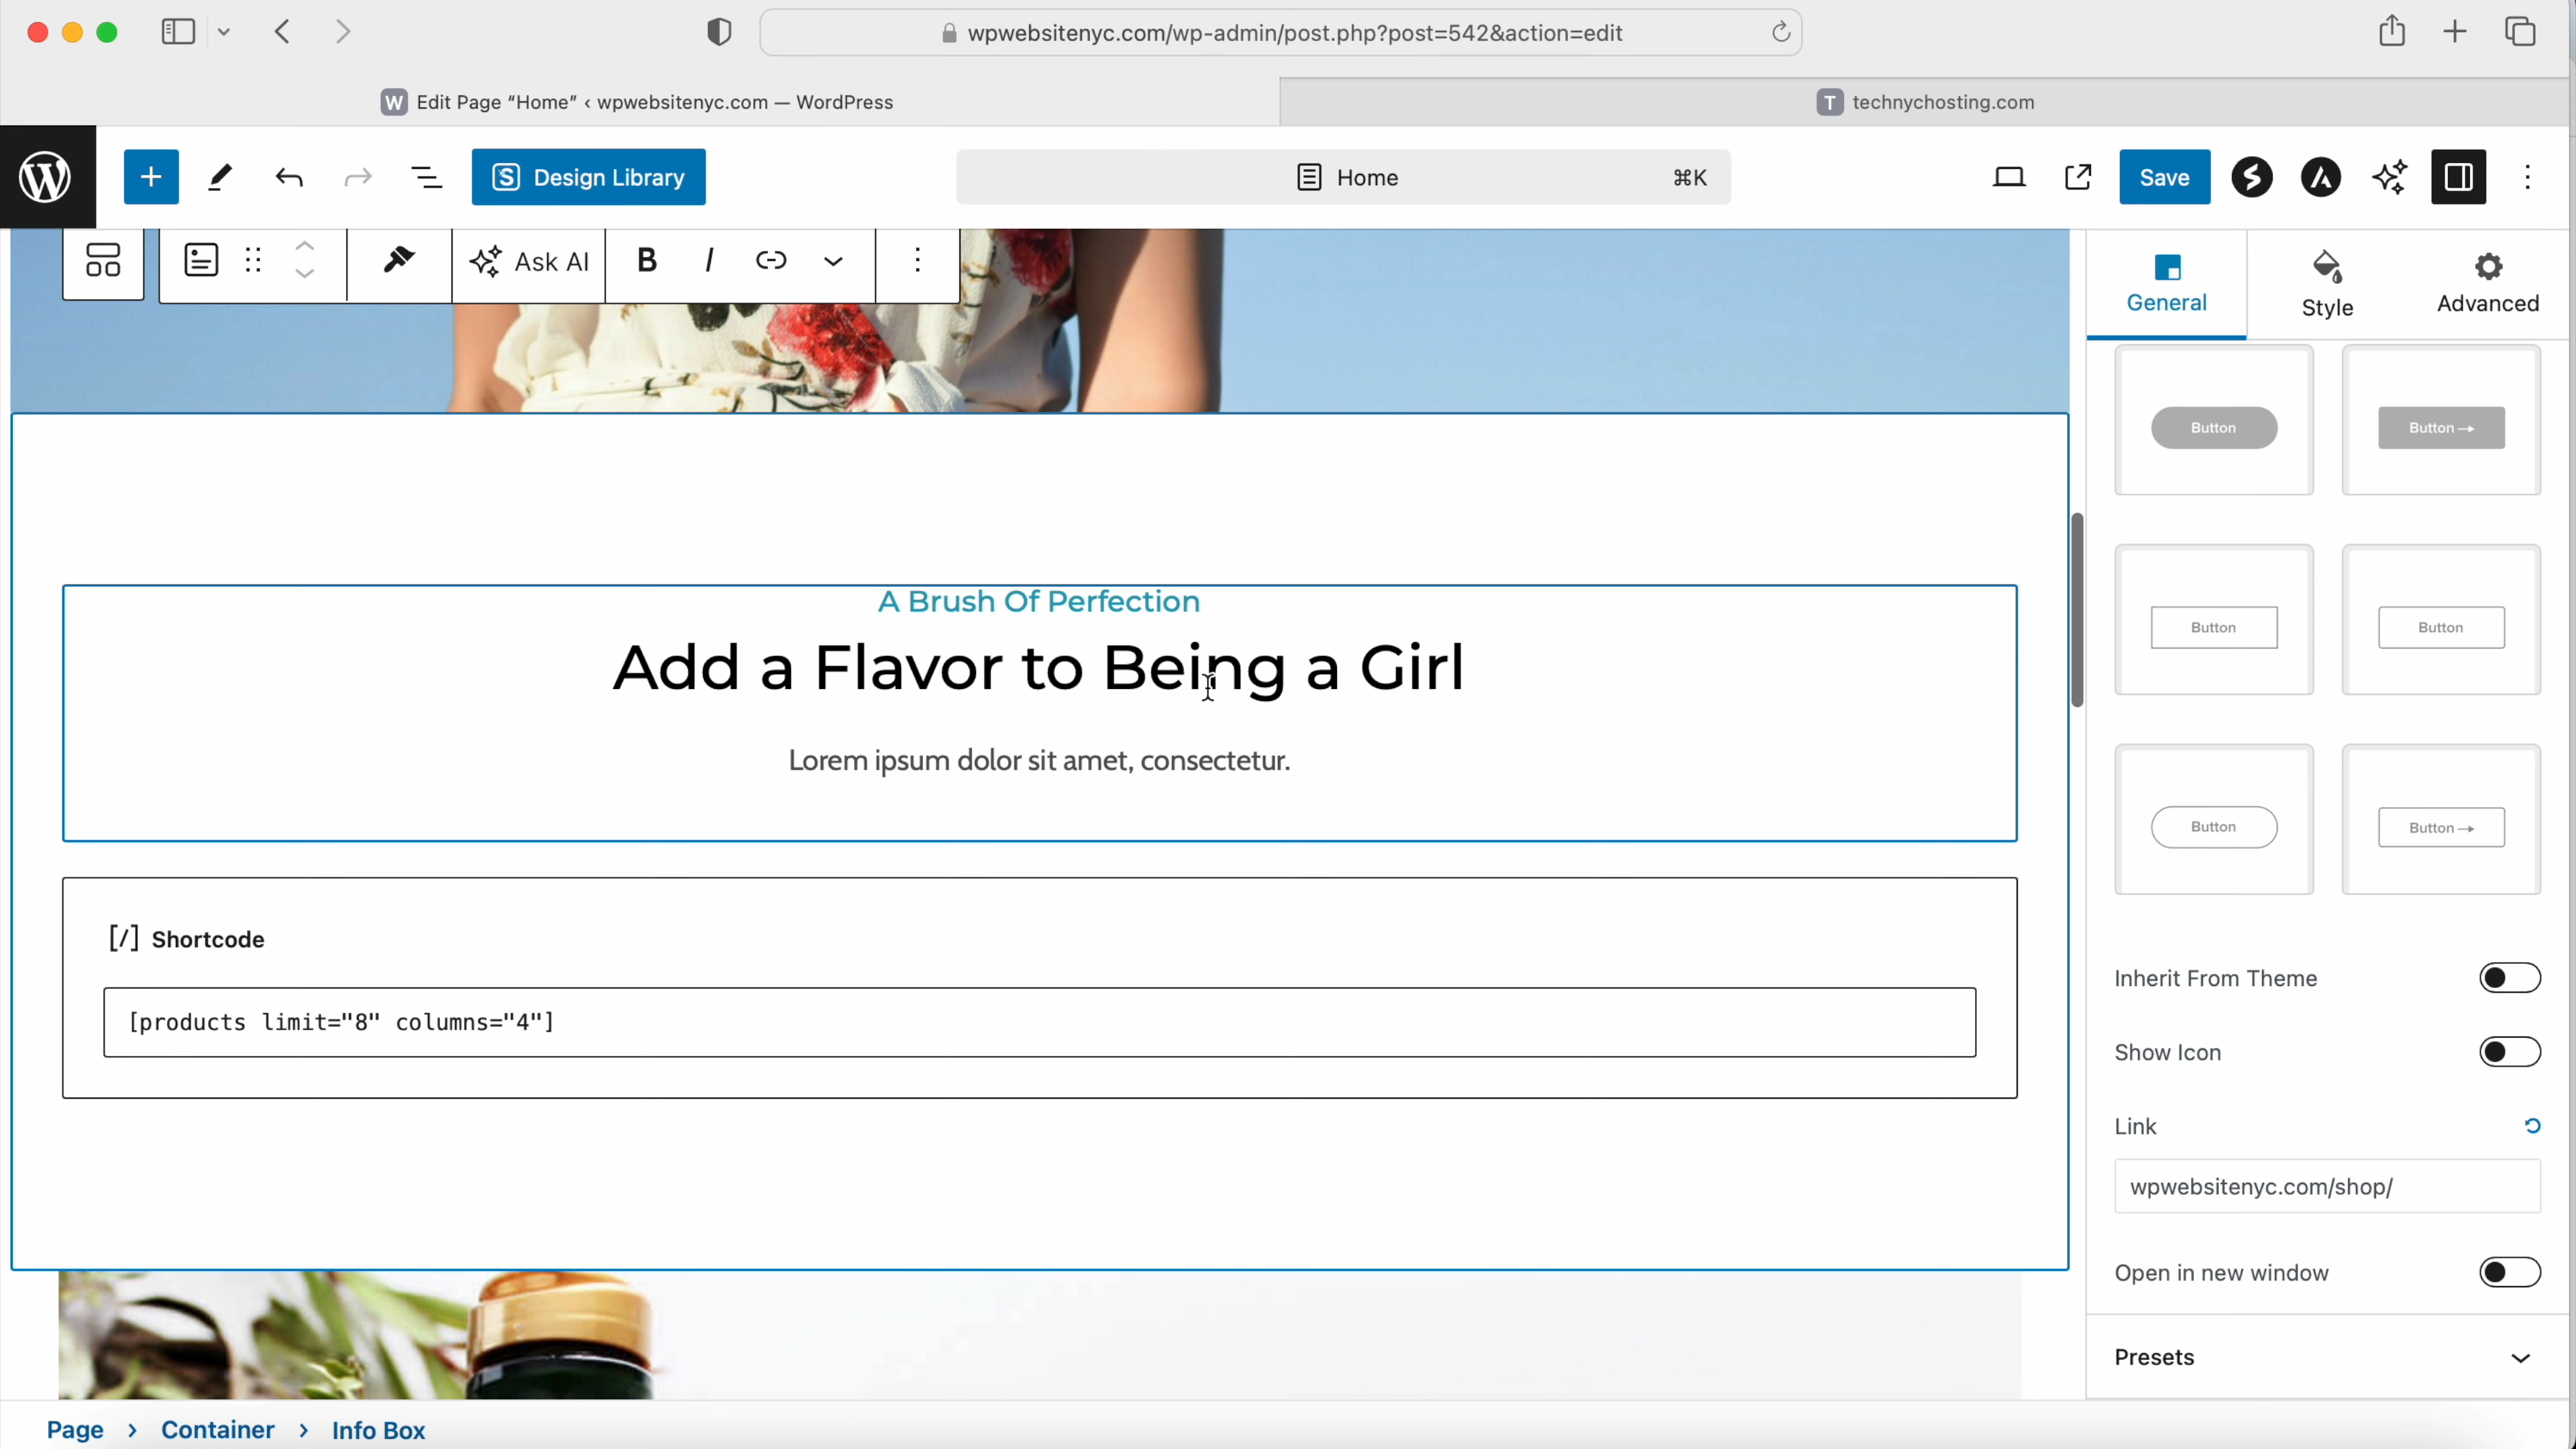 wpwebsitenyc.com/wp-admin/post.php?post=542&action=edit
W Edit Page “Home” ‹ wpwebsitenyc.com — WordPress
T technychosting.com
Design Library
Home ⌘K
Save
Ask AI B I
General
Style
Advanced
Button
Button →
Button
Button
Button
Button →
A Brush Of Perfection
Add a Flavor to Being a Girl
Lorem ipsum dolor sit amet, consectetur.
[/] Shortcode
[products limit="8" columns="4"]
Inherit From Theme
Show Icon
Link
wpwebsitenyc.com/shop/
Open in new window
Presets
Page › Container › Info Box